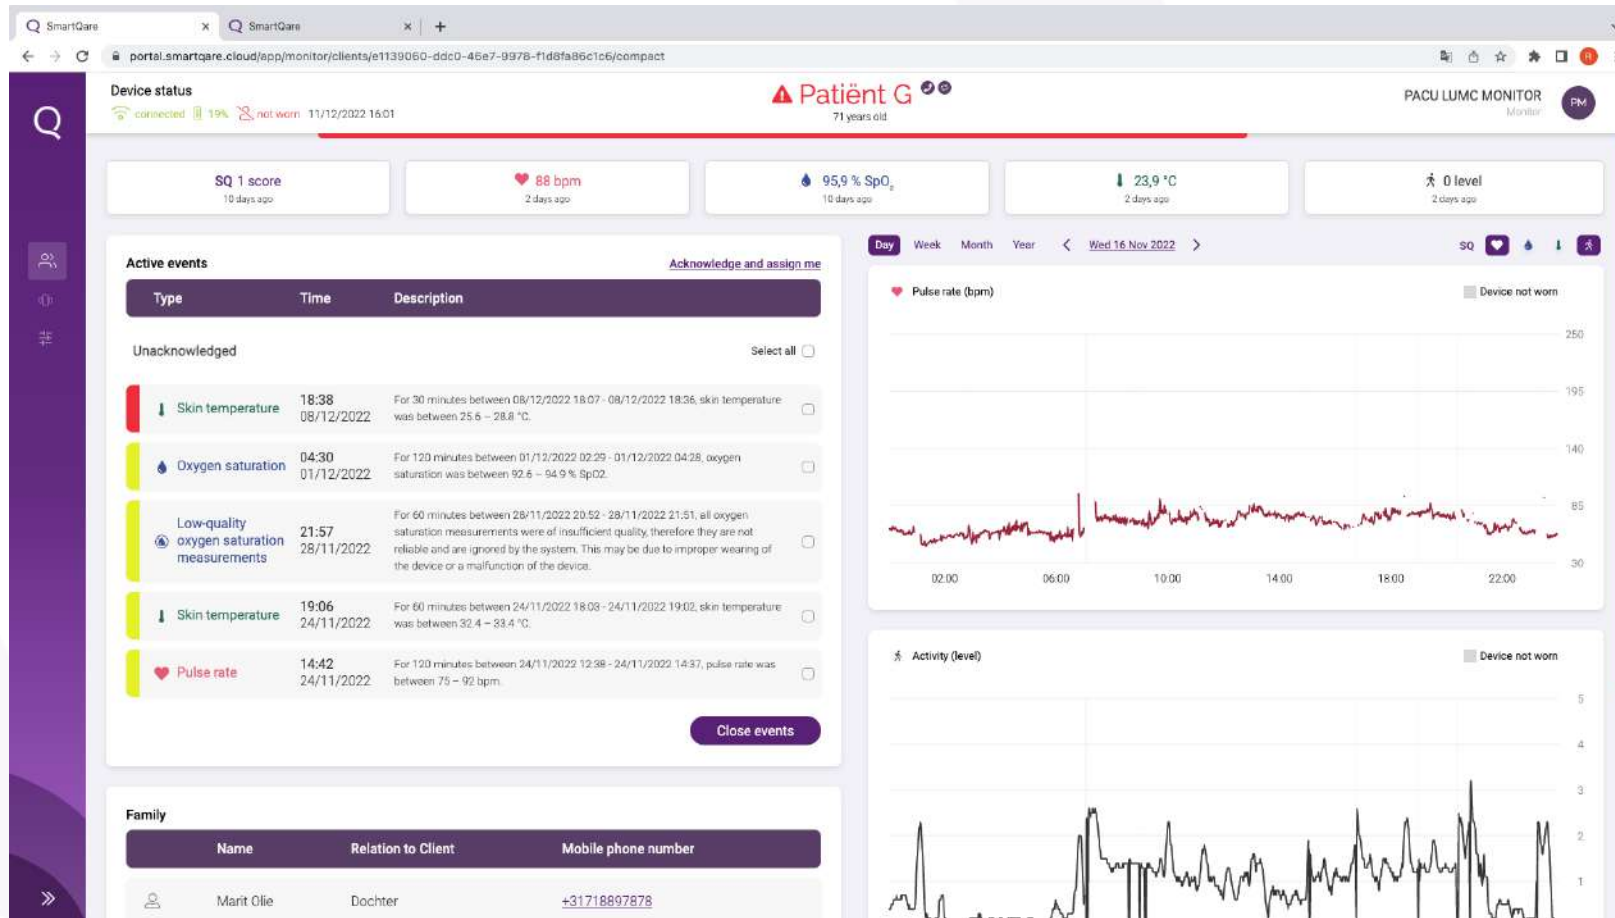 SmartQare
SmartQare
portal.smartqare.cloud/app/monitor/clients/e1139060-ddc0-46e7-9978-f1d8fa86c1c6/compact
R
Q
Device status
connected 19% not worn 11/12/2022 16:01
Patiënt G
71 years old
PACU LUMC MONITOR
Monitor
PM
SQ 1 score
10 days ago
88 bpm
2 days ago
95,9 % SpO2
10 days ago
23,9 °C
2 days ago
0 level
2 days ago
Active events
Acknowledge and assign me
Type Time Description
Unacknowledged
Select all
Skin temperature
18:38
08/12/2022
For 30 minutes between 08/12/2022 18:07 - 08/12/2022 18:36, skin temperature
was between 25.6 – 28.8 °C.
Oxygen saturation
04:30
01/12/2022
For 120 minutes between 01/12/2022 02:29 - 01/12/2022 04:28, oxygen
saturation was between 92.6 – 94.9 % SpO2.
Low-quality
oxygen saturation
measurements
21:57
28/11/2022
For 60 minutes between 28/11/2022 20:52 - 28/11/2022 21:51, all oxygen
saturation measurements were of insufficient quality, therefore they are not
reliable and are ignored by the system. This may be due to improper wearing of
the device or a malfunction of the device.
Skin temperature
19:06
24/11/2022
For 60 minutes between 24/11/2022 18:03 - 24/11/2022 19:02, skin temperature
was between 32.4 – 33.4 °C.
Pulse rate
14:42
24/11/2022
For 120 minutes between 24/11/2022 12:38 - 24/11/2022 14:37, pulse rate was
between 75 – 92 bpm.
Close events
Family
Name Relation to Client Mobile phone number
Marit Olie Dochter +31718897878
Day Week Month Year Wed 16 Nov 2022
SQ
Pulse rate (bpm)
Device not worn
250
195
140
85
30
02:00 06:00 10:00 14:00 18:00 22:00
Activity (level)
Device not worn
5
4
3
2
1